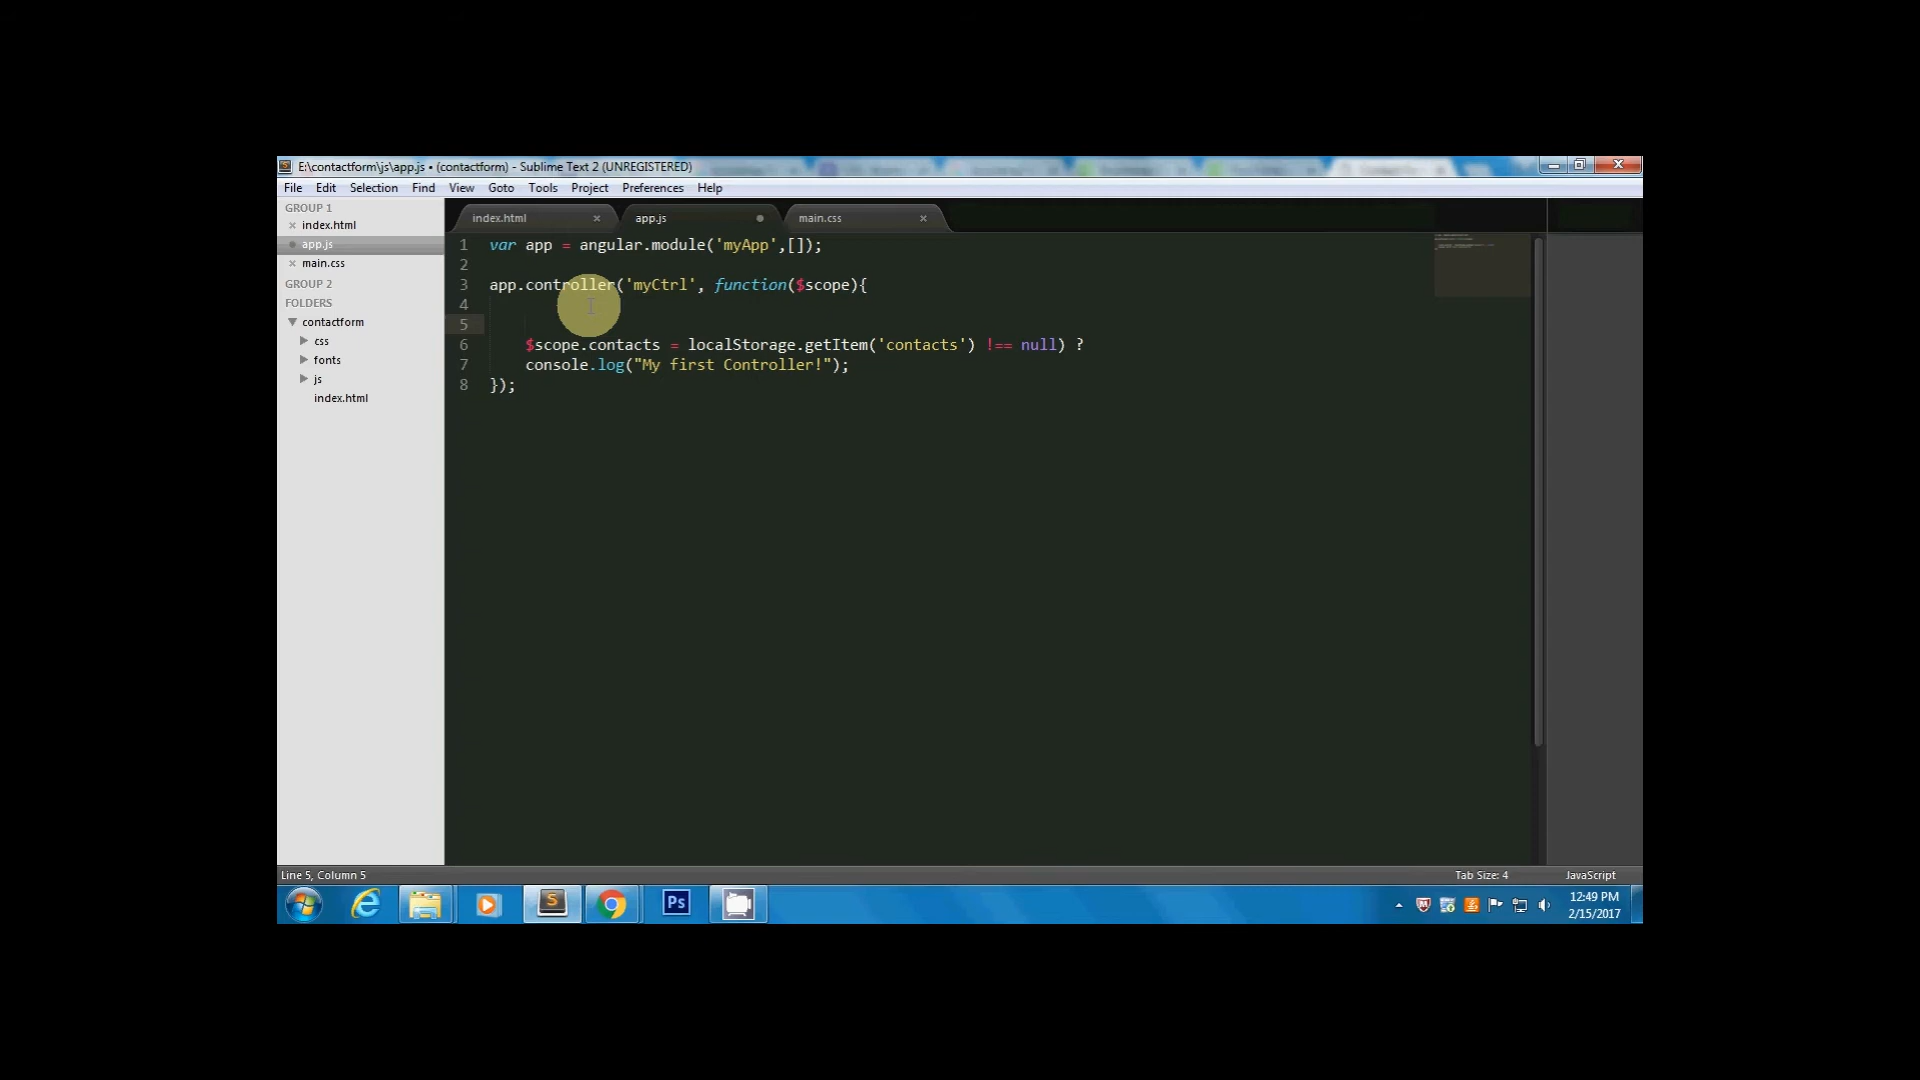 E:\contactform\js\app.js • (contactform) - Sublime Text 2 (UNREGISTERED)
File Edit Selection Find View Goto Tools Project Preferences Help
GROUP 1
index.html
app.js
main.css
GROUP 2
FOLDERS
contactform
css
fonts
js
index.html
index.html app.js main.css
1 var app = angular.module('myApp',[]);
2
3 app.controller('myCtrl', function($scope){
4
5
6 $scope.contacts = localStorage.getItem('contacts') !== null) ?
7 console.log("My first Controller!");
8 });
Line 5, Column 5 Tab Size: 4 JavaScript
Ps
12:49 PM
2/15/2017